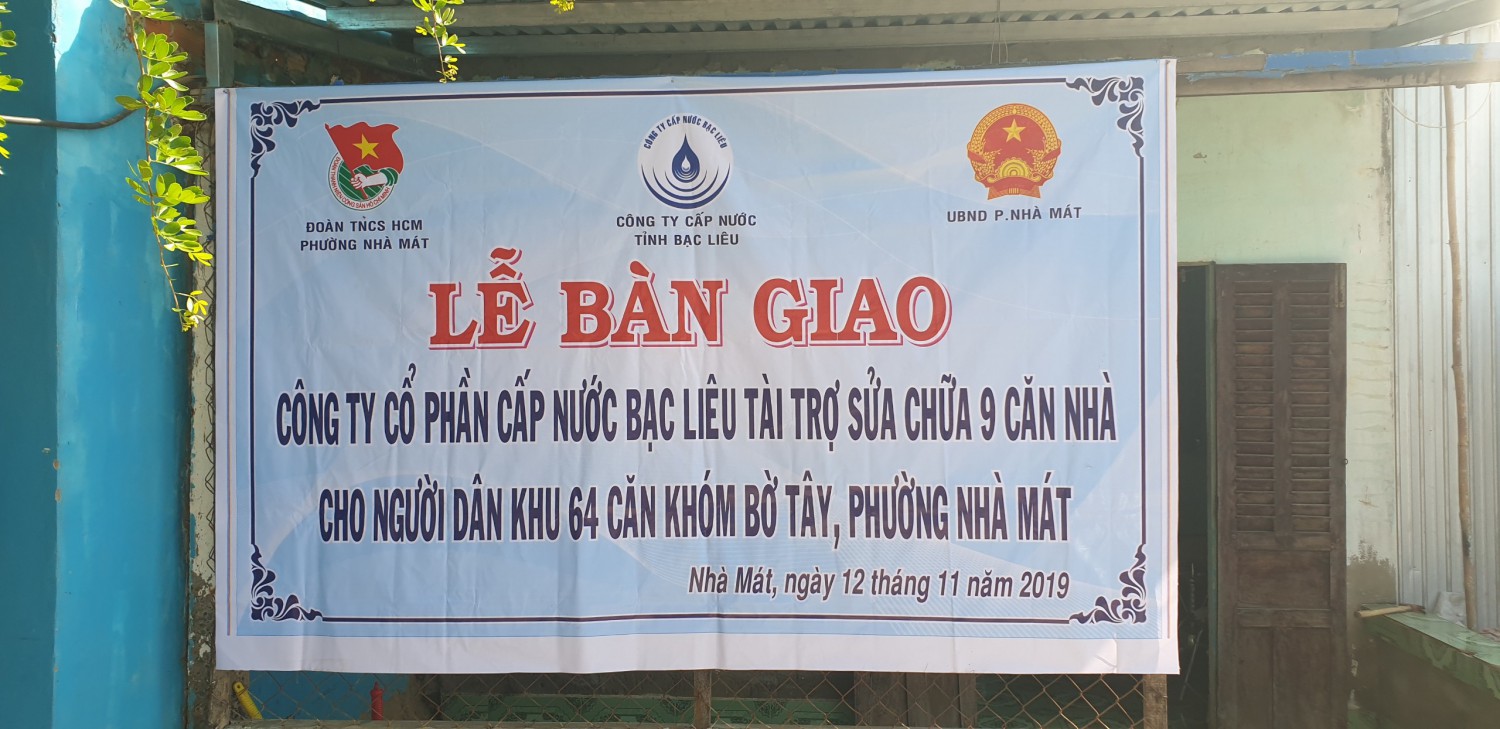 ĐOÀN TNCS HCM
PHƯỜNG NHÀ MÁT
CÔNG TY CẤP NƯỚC BẠC LIÊU
CÔNG TY CẤP NƯỚC
TỈNH BẠC LIÊU
UBND P.NHÀ MÁT
LỄ BÀN GIAO
CÔNG TY CỔ PHẦN CẤP NƯỚC BẠC LIÊU TÀI TRỢ SỬA CHỮA 9 CĂN NHÀ
CHO NGƯỜI DÂN KHU 64 CĂN KHÓM BỜ TÂY, PHƯỜNG NHÀ MÁT
Nhà Mát, ngày 12 tháng 11 năm 2019